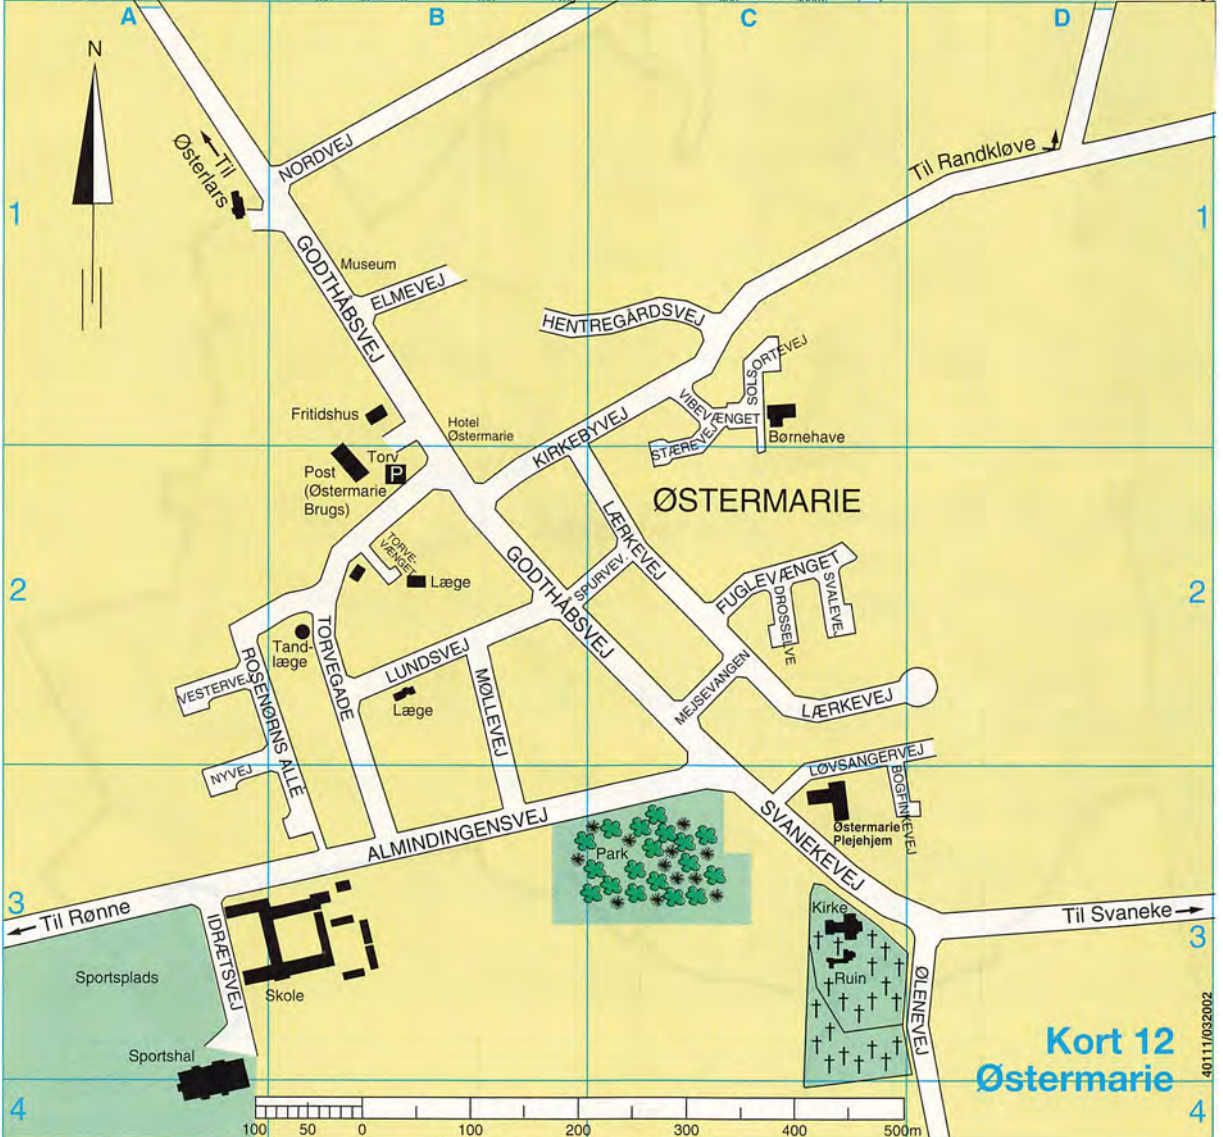 A
B
C
D
N
Til
Østerlars
NORDVEJ
Til Randkløve
1
1
GODTHÅBSVEJ
Museum
ELMEVEJ
HENTREGÅRDSVEJ
SOLSORTEVEJ
VIBEVÆNGET
STÆREVEJ
Børnehave
Fritidshus
Hotel
Østermarie
KIRKEBYVEJ
Torv
P
Post
(Østermarie
Brugs)
ØSTERMARIE
TORVE-
VÆNGET
Læge
GODTHÅBSVEJ
LÆRKEVEJ
SPURVEV.
FUGLEVÆNGET
DROSSELVE
SVALEVE.
2
2
Tand-
læge
TORVEGADE
LUNDSVEJ
MØLLEVEJ
Læge
VESTERVEJ
ROSENØRNS ALLÉ
NYVEJ
MEJSEVANGEN
LÆRKEVEJ
LØVSANGERVEJ
BOGFINKEVEJ
Østermarie
Plejehjem
ALMINDINGENSVEJ
SVANEKEVEJ
Park
3
3
Til Rønne
Til Svaneke
IDRÆTSVEJ
Sportsplads
Skole
Kirke
Ruin
ØLENEVEJ
Sportshal
Kort 12
Østermarie
40111/032002
4
4
100 50 0 100 200 300 400 500m